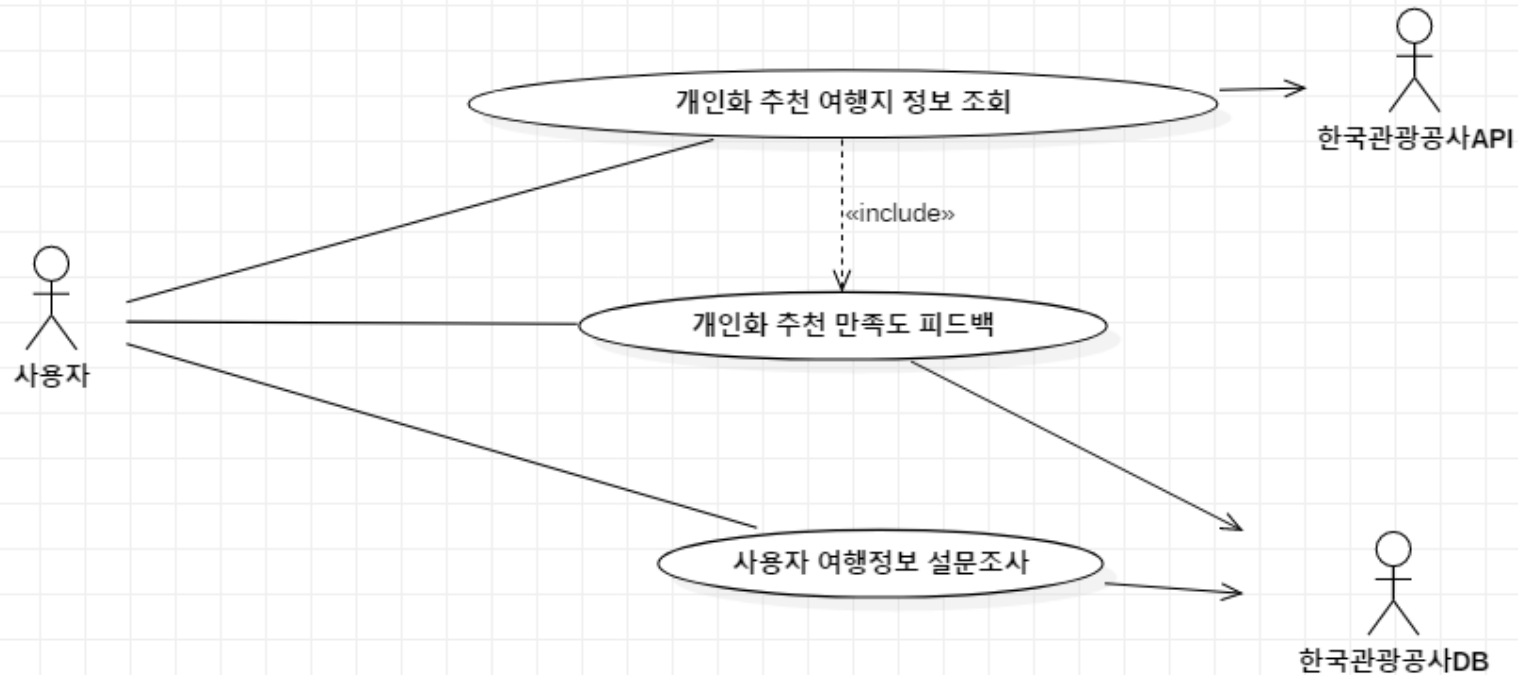 개인화 추천 여행지 정보 조회
한국관광공사API
«include»
개인화 추천 만족도 피드백
사용자
사용자 여행정보 설문조사
한국관광공사DB